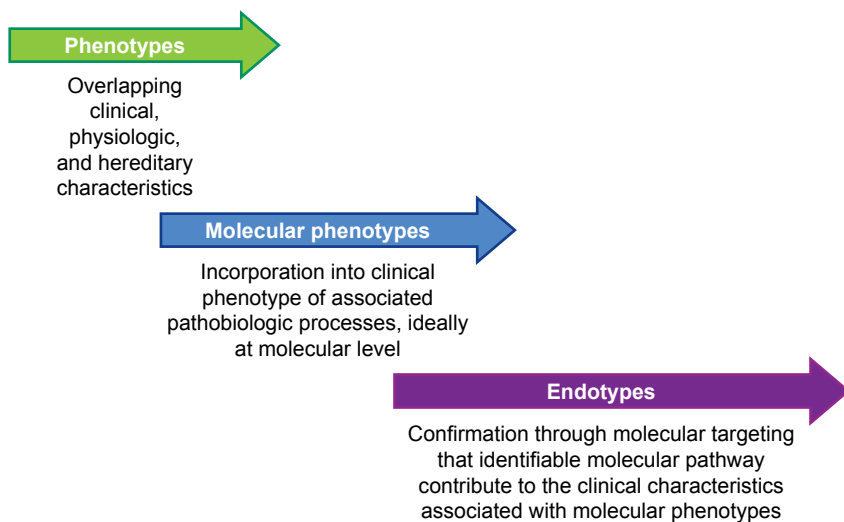 Phenotypes
Overlapping
clinical,
physiologic,
and hereditary
characteristics
Molecular phenotypes
Incorporation into clinical
phenotype of associated
pathobiologic processes, ideally
at molecular level
Endotypes
Confirmation through molecular targeting
that identifiable molecular pathway
contribute to the clinical characteristics
associated with molecular phenotypes